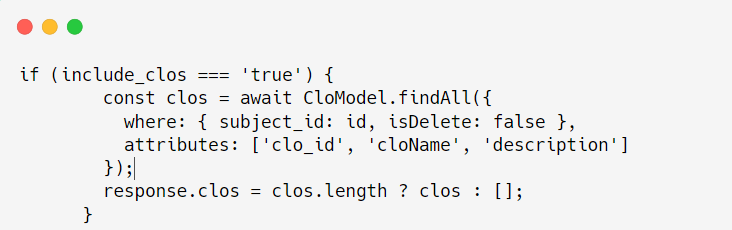 if (include_clos === 'true') {
        const clos = await CloModel.findAll({
          where: { subject_id: id, isDelete: false },
          attributes: ['clo_id', 'cloName', 'description']
        });
        response.clos = clos.length ? clos : [];
      }